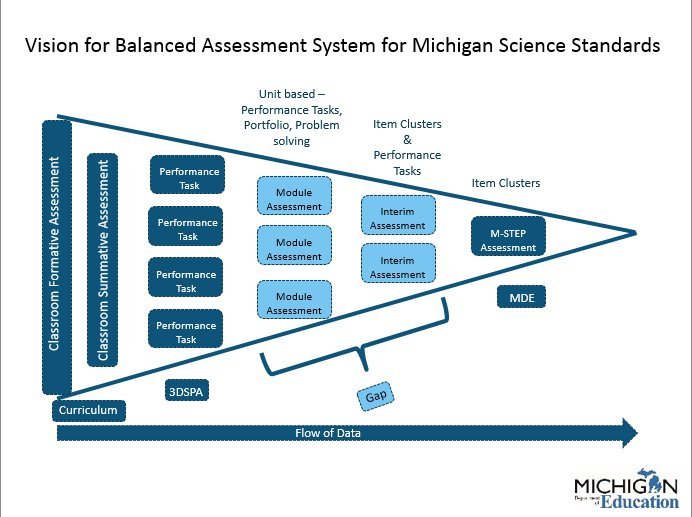 Vision for Balanced Assessment System for Michigan Science Standards
Unit based –
Performance Tasks,
Portfolio, Problem
solving
Item Clusters
&
Performance
Tasks
Item Clusters
Classroom Formative Assessment
Classroom Summative Assessment
Performance
Task
Performance
Task
Performance
Task
Performance
Task
Module
Assessment
Module
Assessment
Module
Assessment
Interim
Assessment
Interim
Assessment
M-STEP
Assessment
MDE
3DSPA
Gap
Curriculum
Flow of Data
MICHIGAN
Department of
Education